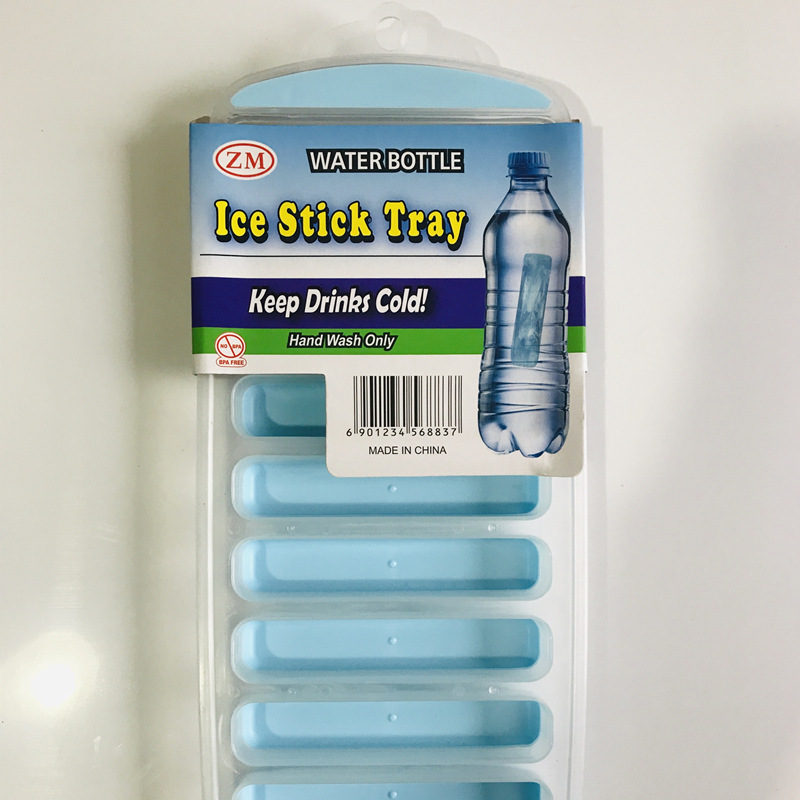 ZM
WATER BOTTLE
Ice Stick Tray
Keep Drinks Cold!
Hand Wash Only
NO BPA
BPA FREE
6 901234 568837
MADE IN CHINA